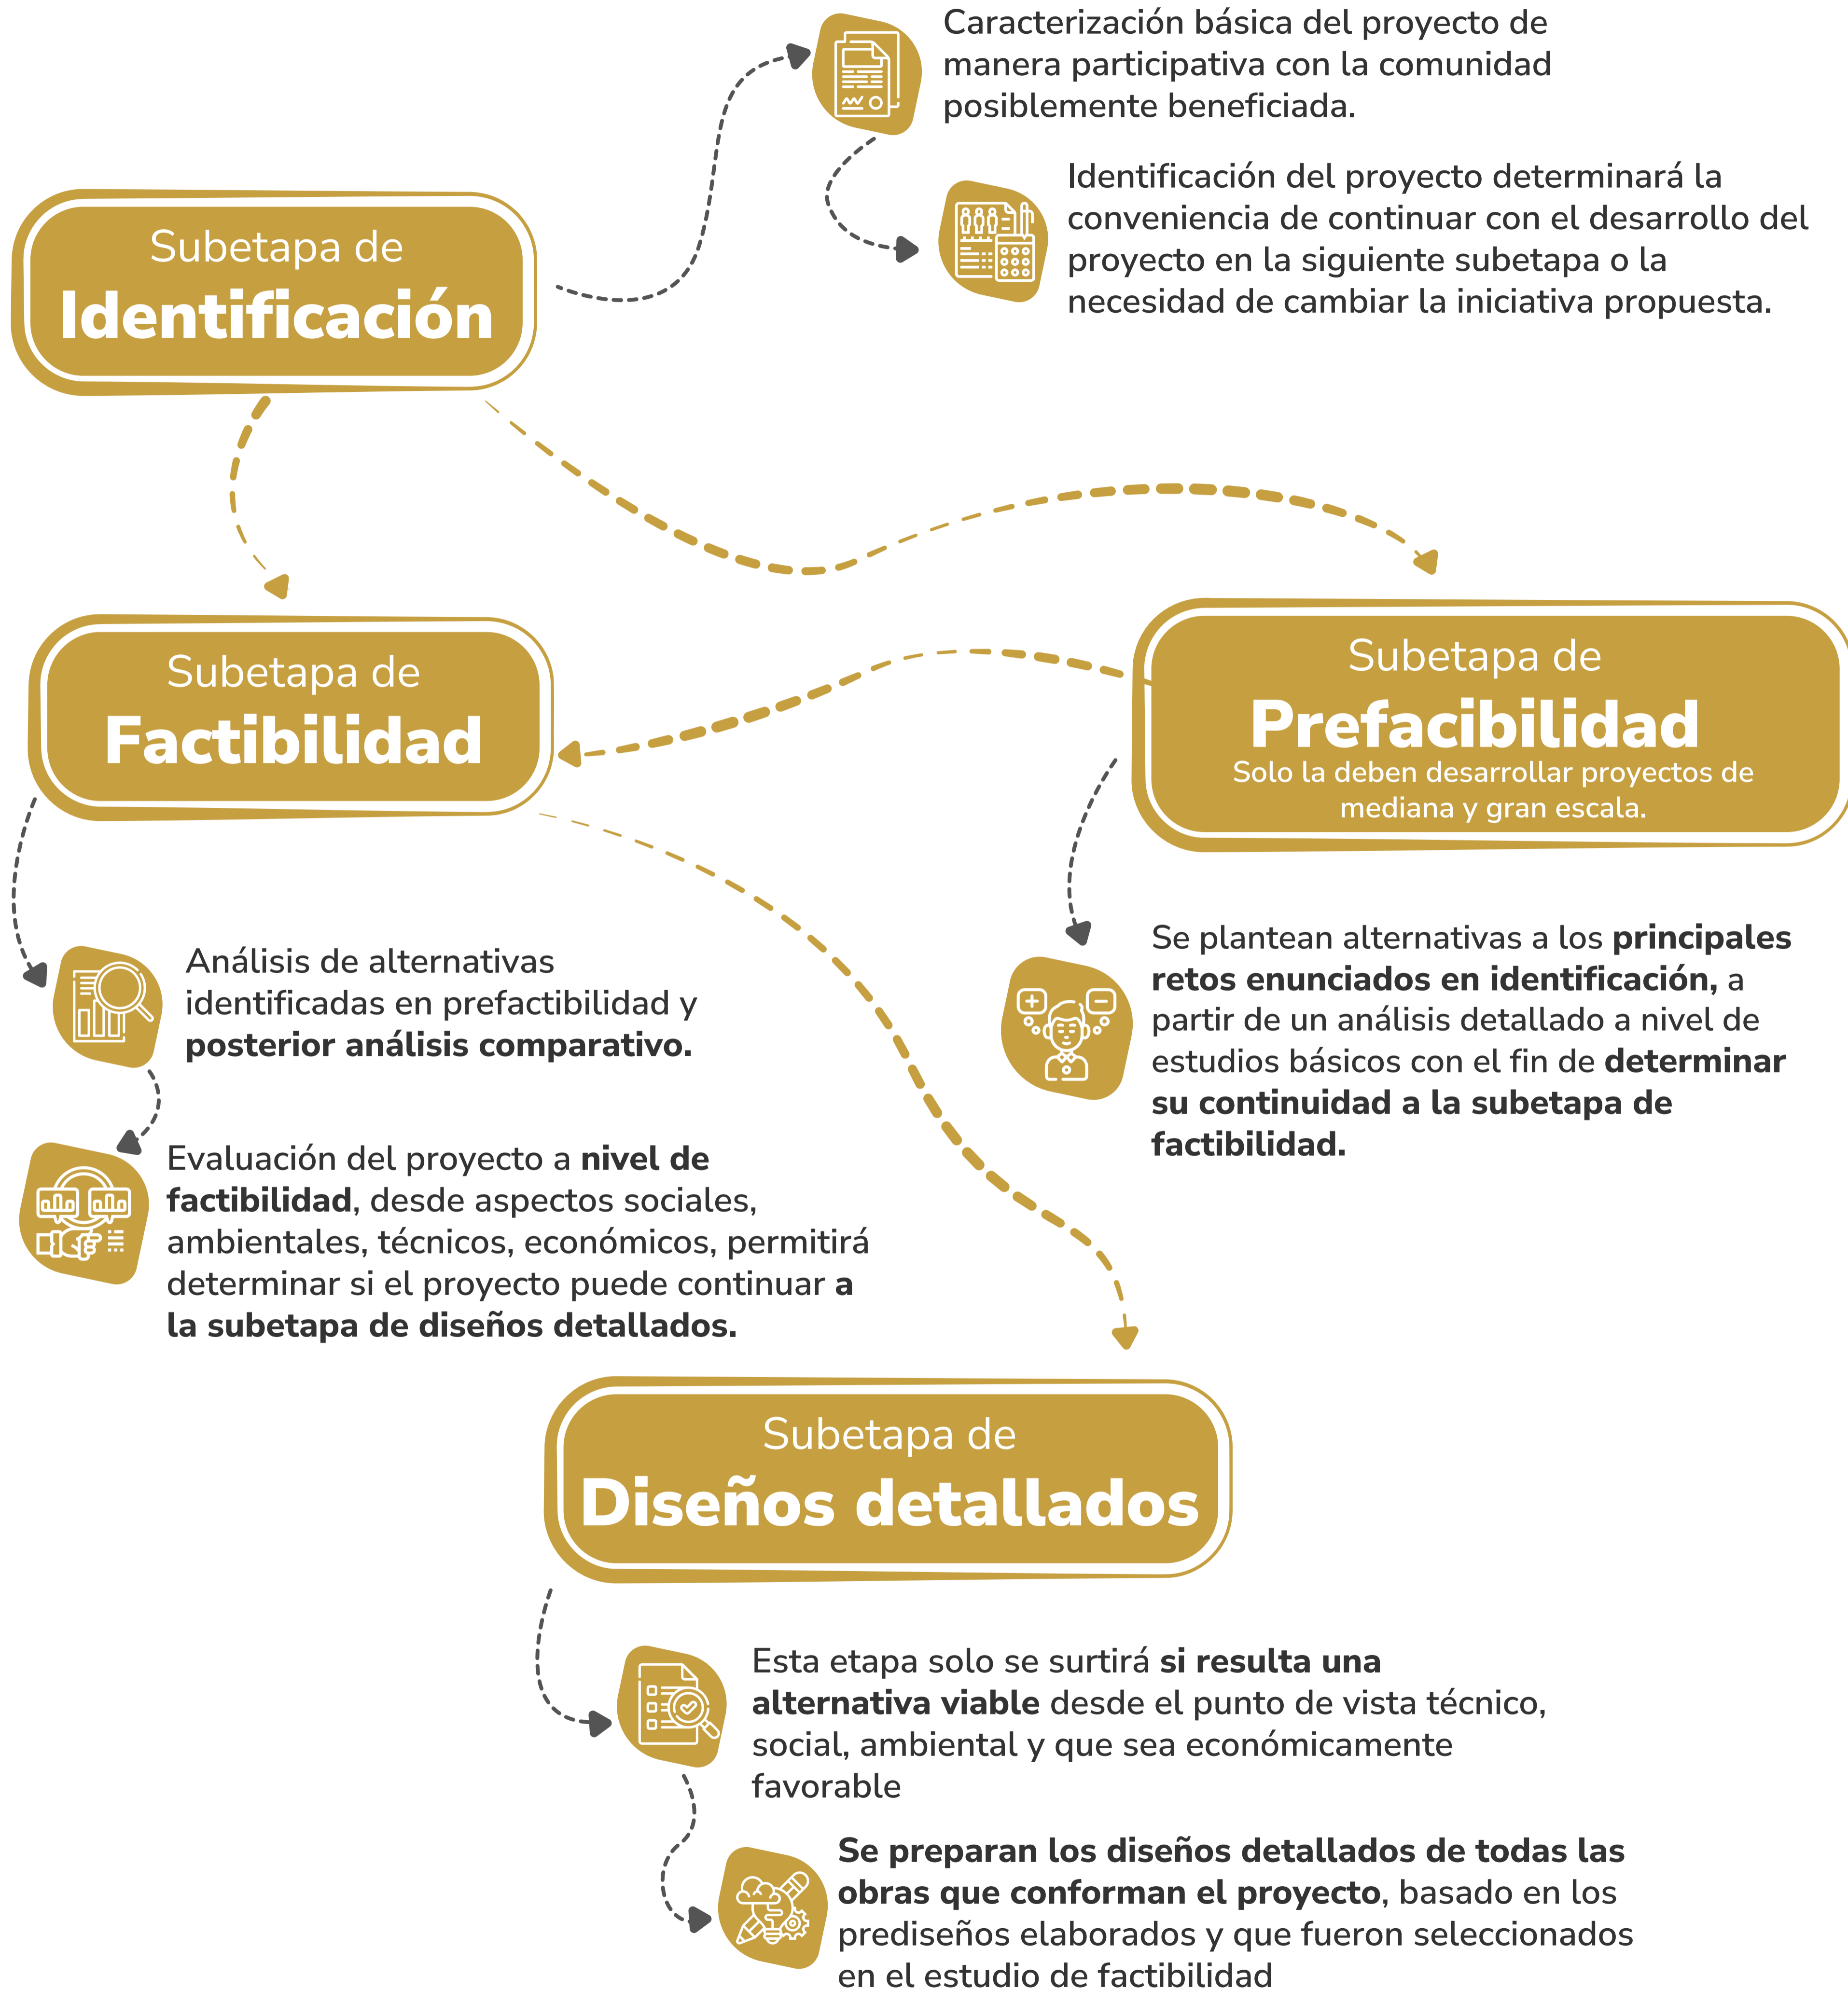 Caracterización básica del proyecto de
manera participativa con la comunidad
posiblemente beneficiada.
Identificación del proyecto determinará la
conveniencia de continuar con el desarrollo del
proyecto en la siguiente subetapa o la
necesidad de cambiar la iniciativa propuesta.
Subetapa de
Identificación
Subetapa de
Factibilidad
Subetapa de
Prefacibilidad
Solo la deben desarrollar proyectos de
mediana y gran escala.
Análisis de alternativas
identificadas en prefactibilidad y
posterior análisis comparativo.
Evaluación del proyecto a nivel de
factibilidad, desde aspectos sociales,
ambientales, técnicos, económicos, permitirá
determinar si el proyecto puede continuar a
la subetapa de diseños detallados.
Se plantean alternativas a los principales
retos enunciados en identificación, a
partir de un análisis detallado a nivel de
estudios básicos con el fin de determinar
su continuidad a la subetapa de
factibilidad.
Subetapa de
Diseños detallados
Esta etapa solo se surtirá si resulta una
alternativa viable desde el punto de vista técnico,
social, ambiental y que sea económicamente
favorable
Se preparan los diseños detallados de todas las
obras que conforman el proyecto, basado en los
prediseños elaborados y que fueron seleccionados
en el estudio de factibilidad